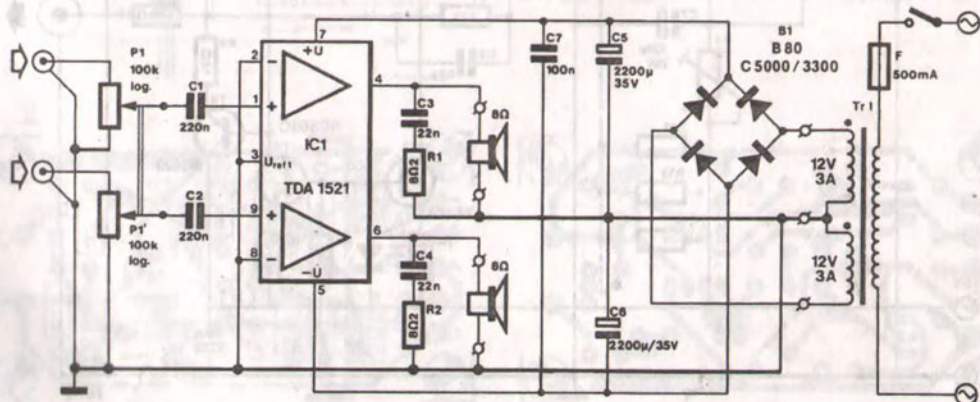 P1
100k
log.
P1'
100k
log.
C1
220n
C2
220n
7
+U
2
–
1
+
IC1
3
U ref 1
TDA 1521
9
+
8
–
–U
5
4
6
C3
22n
R1
8Ω2
8Ω
C4
22n
R2
8Ω2
8Ω
C7
100n
C5
2200µ
35V
C6
2200µ/35V
B1
B 80
C 5000 / 3300
F
500mA
Tr 1
12V
3A
12V
3A